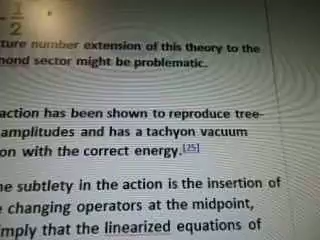 -1/2
ture number extension of this theory to the
mond sector might be problematic.
action has been shown to reproduce tree-
amplitudes and has a tachyon vacuum
on with the correct energy.[25]
ne subtlety in the action is the insertion of
e changing operators at the midpoint,
imply that the linearized equations of